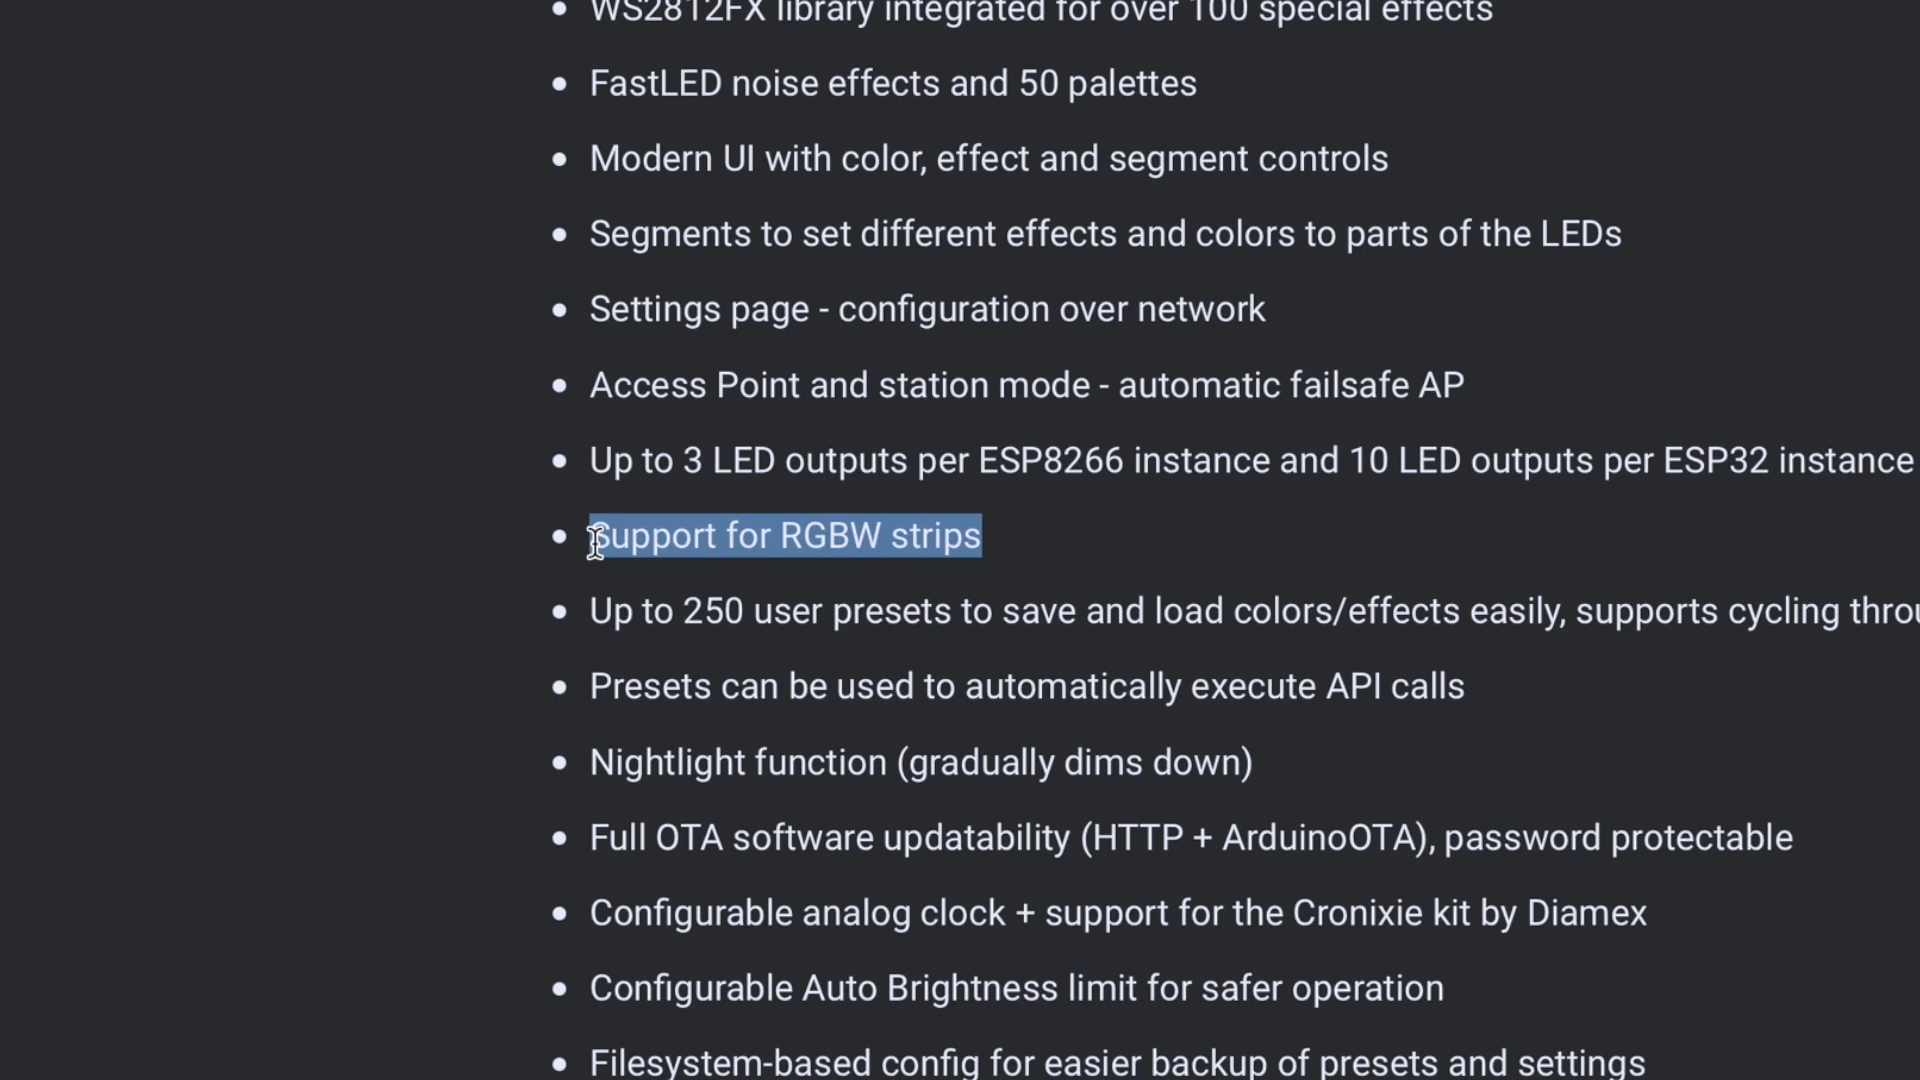 WS2812FX library integrated for over 100 special effects
FastLED noise effects and 50 palettes
Modern UI with color, effect and segment controls
Segments to set different effects and colors to parts of the LEDs
Settings page - configuration over network
Access Point and station mode - automatic failsafe AP
Up to 3 LED outputs per ESP8266 instance and 10 LED outputs per ESP32 instance
Support for RGBW strips
Up to 250 user presets to save and load colors/effects easily, supports cycling
Presets can be used to automatically execute API calls
Nightlight function (gradually dims down)
Full OTA software updatability (HTTP + ArduinoOTA), password protectable
Configurable analog clock + support for the Cronixie kit by Diamex
Configurable Auto Brightness limit for safer operation
Filesystem-based config for easier backup of presets and settings